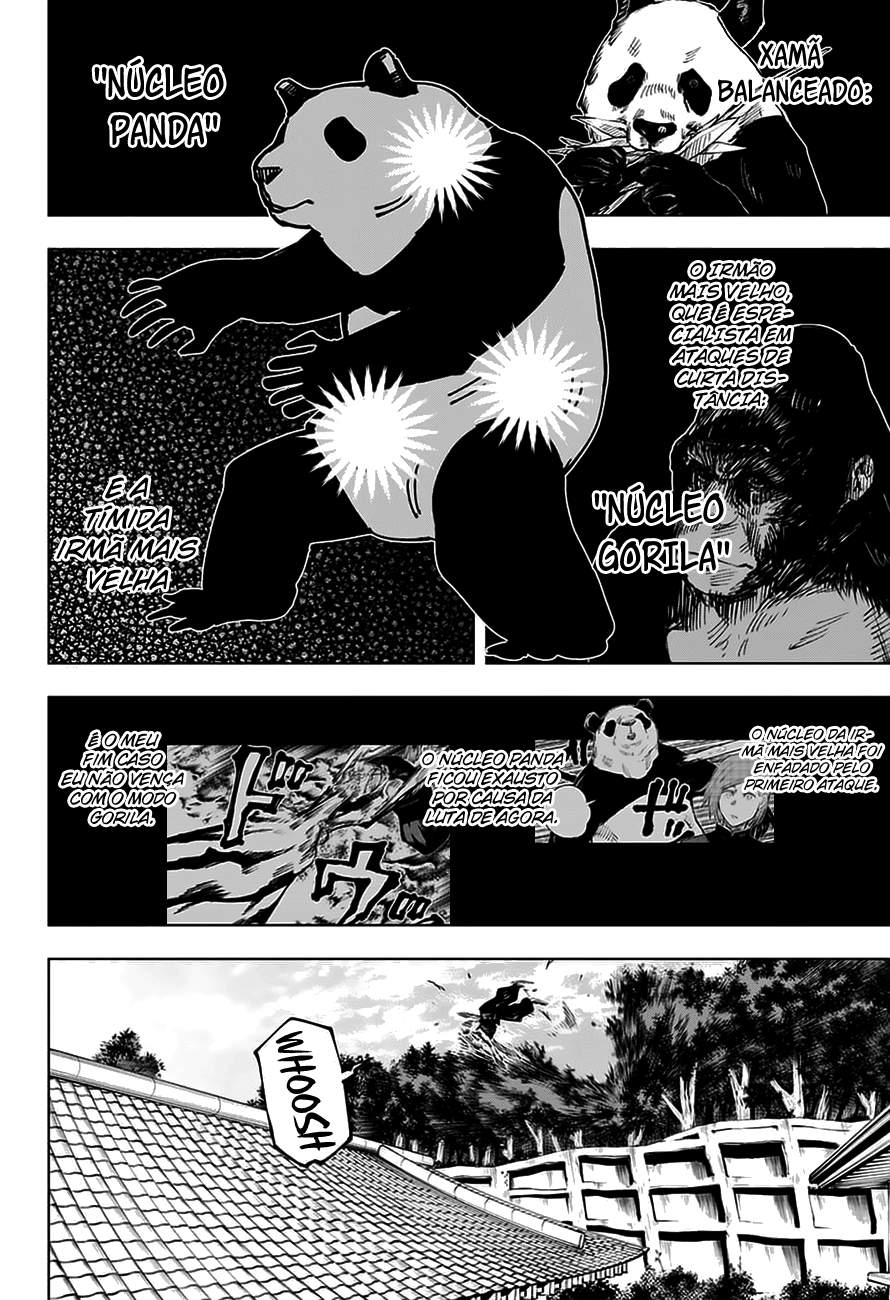 XAMÃ
BALANCEADO:
"NÚCLEO
PANDA"
O IRMÃO
MAIS VELHO,
QUE É ESPE-
CIALISTA EM
ATAQUES DE
CURTA DIS-
TÂNCIA:
"NÚCLEO
GORILA"
E A
TÍMIDA
IRMÃ MAIS
VELHA
O NÚCLEO DA IR-
MÃ MAIS VELHA FOI
ENFADADO PELO
PRIMEIRO ATAQUE.
O NÚCLEO PANDA
FICOU EXAUSTO
POR CAUSA DA
LUTA DE AGORA.
É O MEU
FIM CASO
EU NÃO VENÇA
COM O MODO
GORILA.
ドゥ
WHOOSH